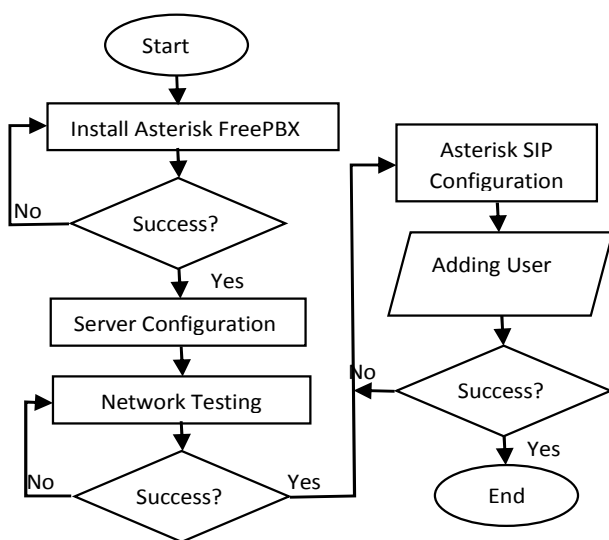 Start
Install Asterisk FreePBX
No
Success?
Yes
Server Configuration
Network Testing
No
Success?
Yes
Asterisk SIP
Configuration
Adding User
No
Success?
Yes
End